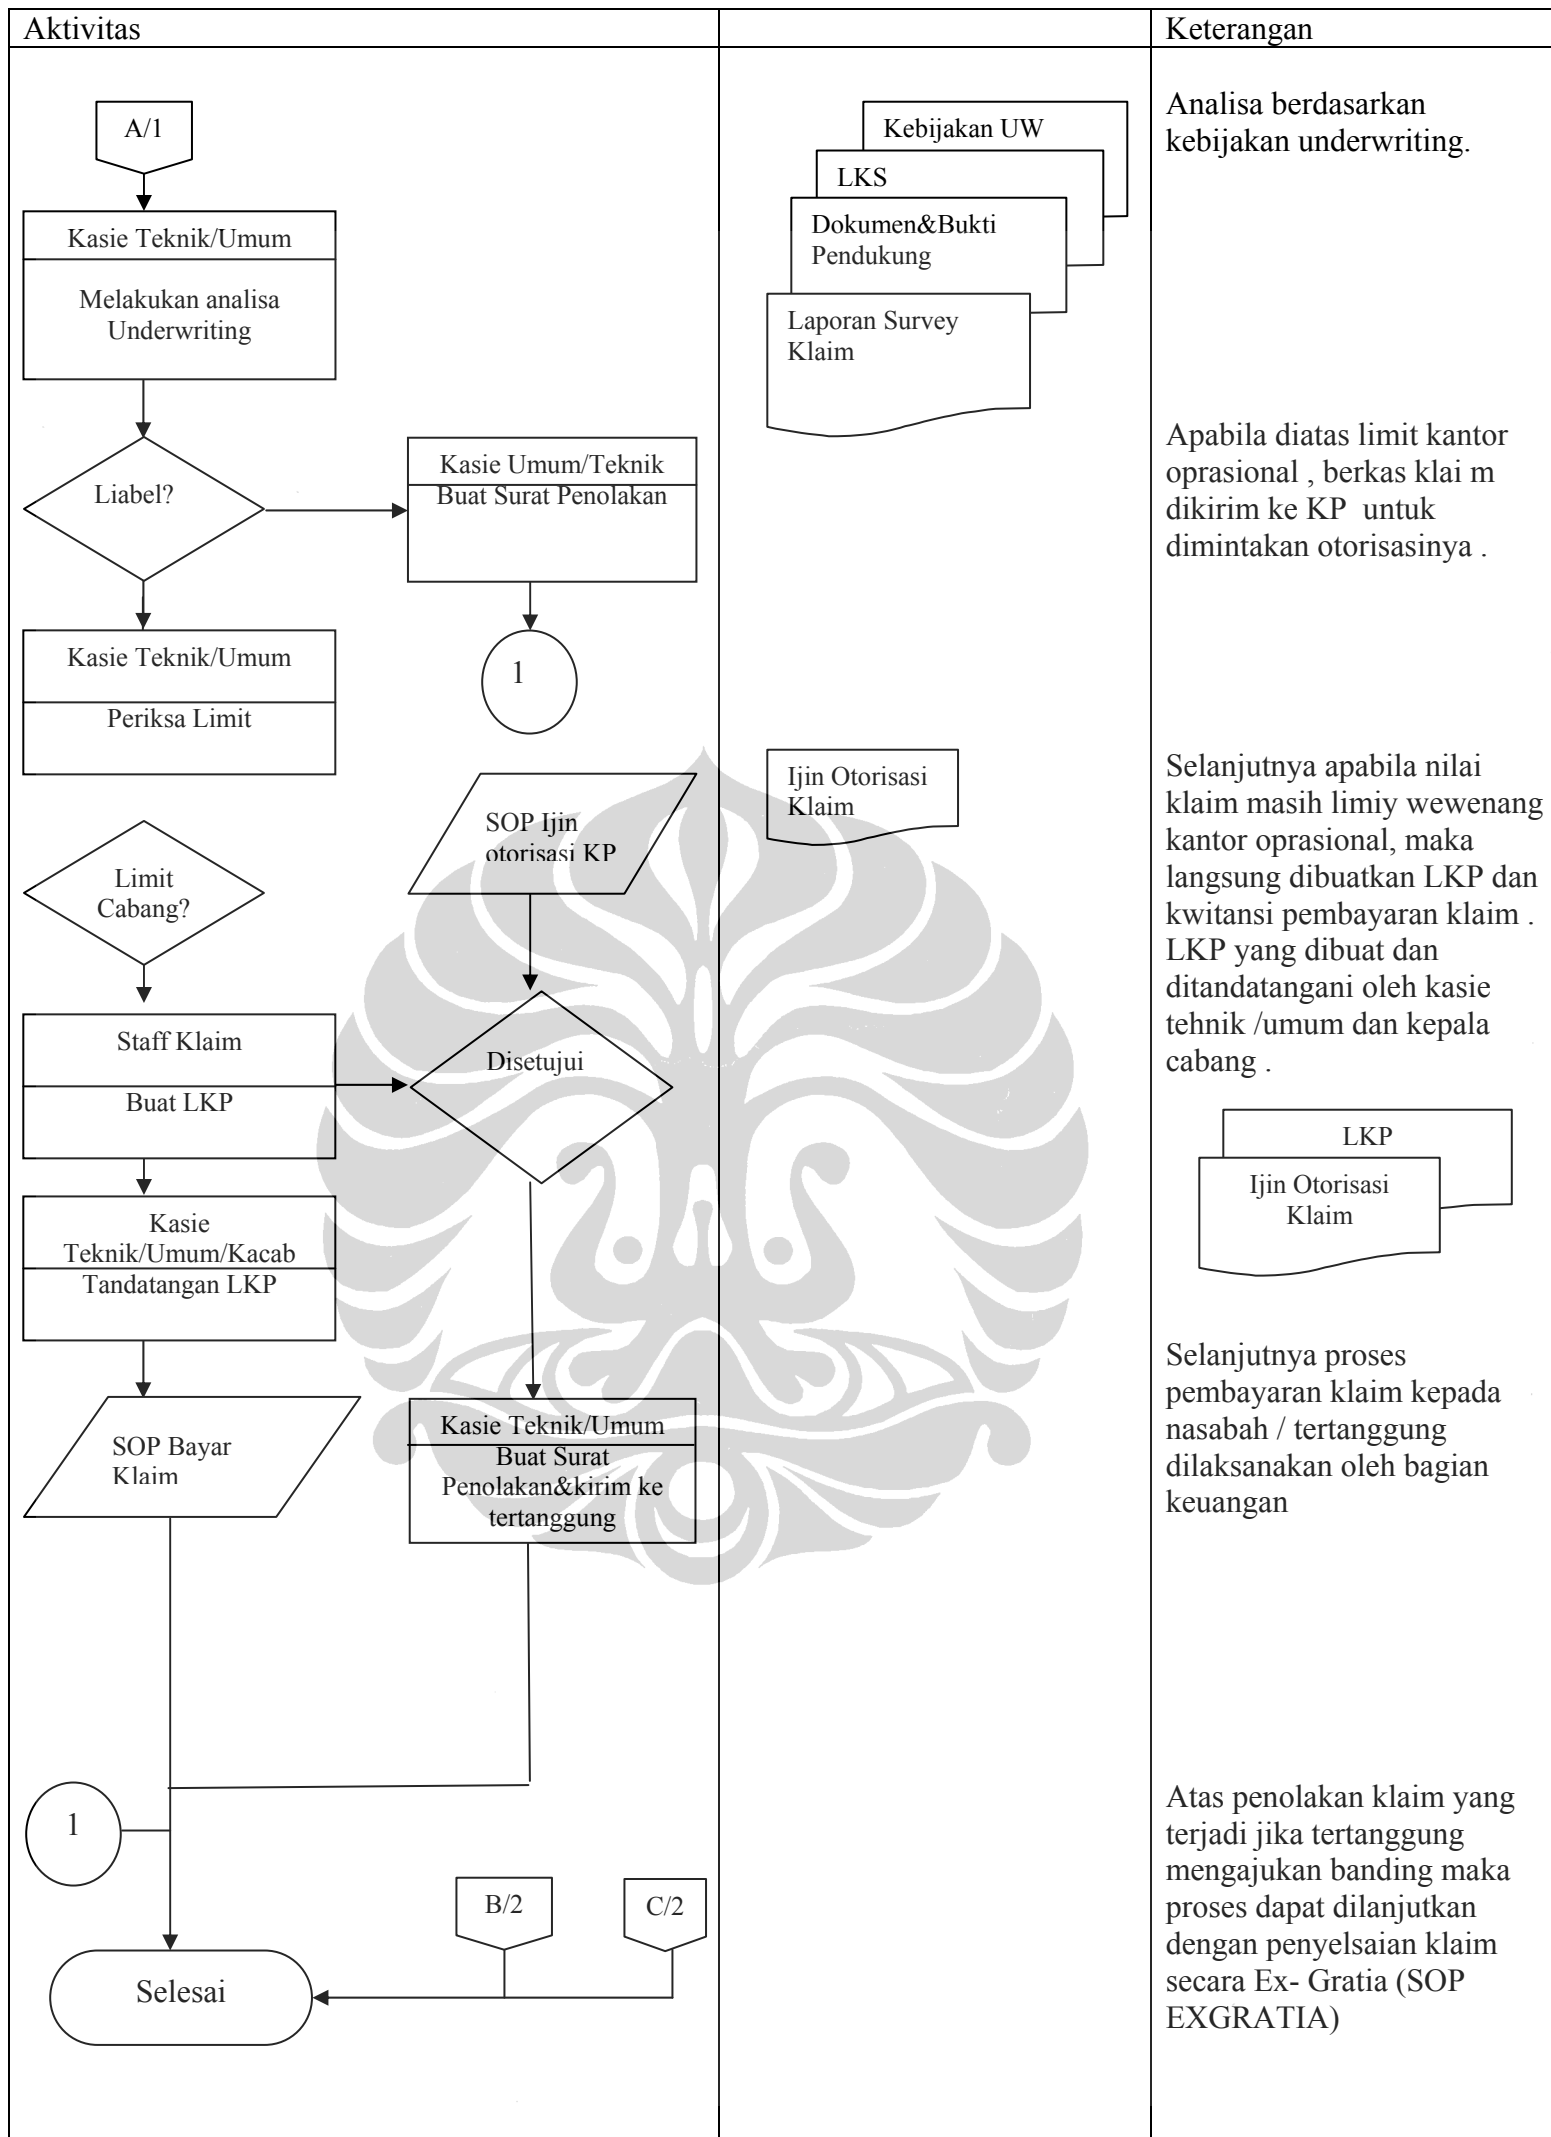 Aktivitas
Keterangan
A/1
Kasie Teknik/Umum
Melakukan analisa
Underwriting
Liabel?
Kasie Umum/Teknik
Buat Surat Penolakan
1
Kasie Teknik/Umum
Periksa Limit
SOP Ijin
otorisasi KP
Limit
Cabang?
Staff Klaim
Buat LKP
Disetujui
Kasie
Teknik/Umum/Kacab
Tandatangan LKP
SOP Bayar
Klaim
Kasie Teknik/Umum
Buat Surat
Penolakan&kirim ke
tertanggung
1
B/2
C/2
Selesai
Kebijakan UW
LKS
Dokumen&Bukti
Pendukung
Laporan Survey
Klaim
Ijin Otorisasi
Klaim
Analisa berdasarkan
kebijakan underwriting.
Apabila diatas limit kantor
oprasional , berkas klai m
dikirim ke KP  untuk
dimintakan otorisasinya .
Selanjutnya apabila nilai
klaim masih limiy wewenang
kantor oprasional, maka
langsung dibuatkan LKP dan
kwitansi pembayaran klaim .
LKP yang dibuat dan
ditandatangani oleh kasie
tehnik /umum dan kepala
cabang .
LKP
Ijin Otorisasi
Klaim
Selanjutnya proses
pembayaran klaim kepada
nasabah / tertanggung
dilaksanakan oleh bagian
keuangan
Atas penolakan klaim yang
terjadi jika tertanggung
mengajukan banding maka
proses dapat dilanjutkan
dengan penyelsaian klaim
secara Ex- Gratia (SOP
EXGRATIA)